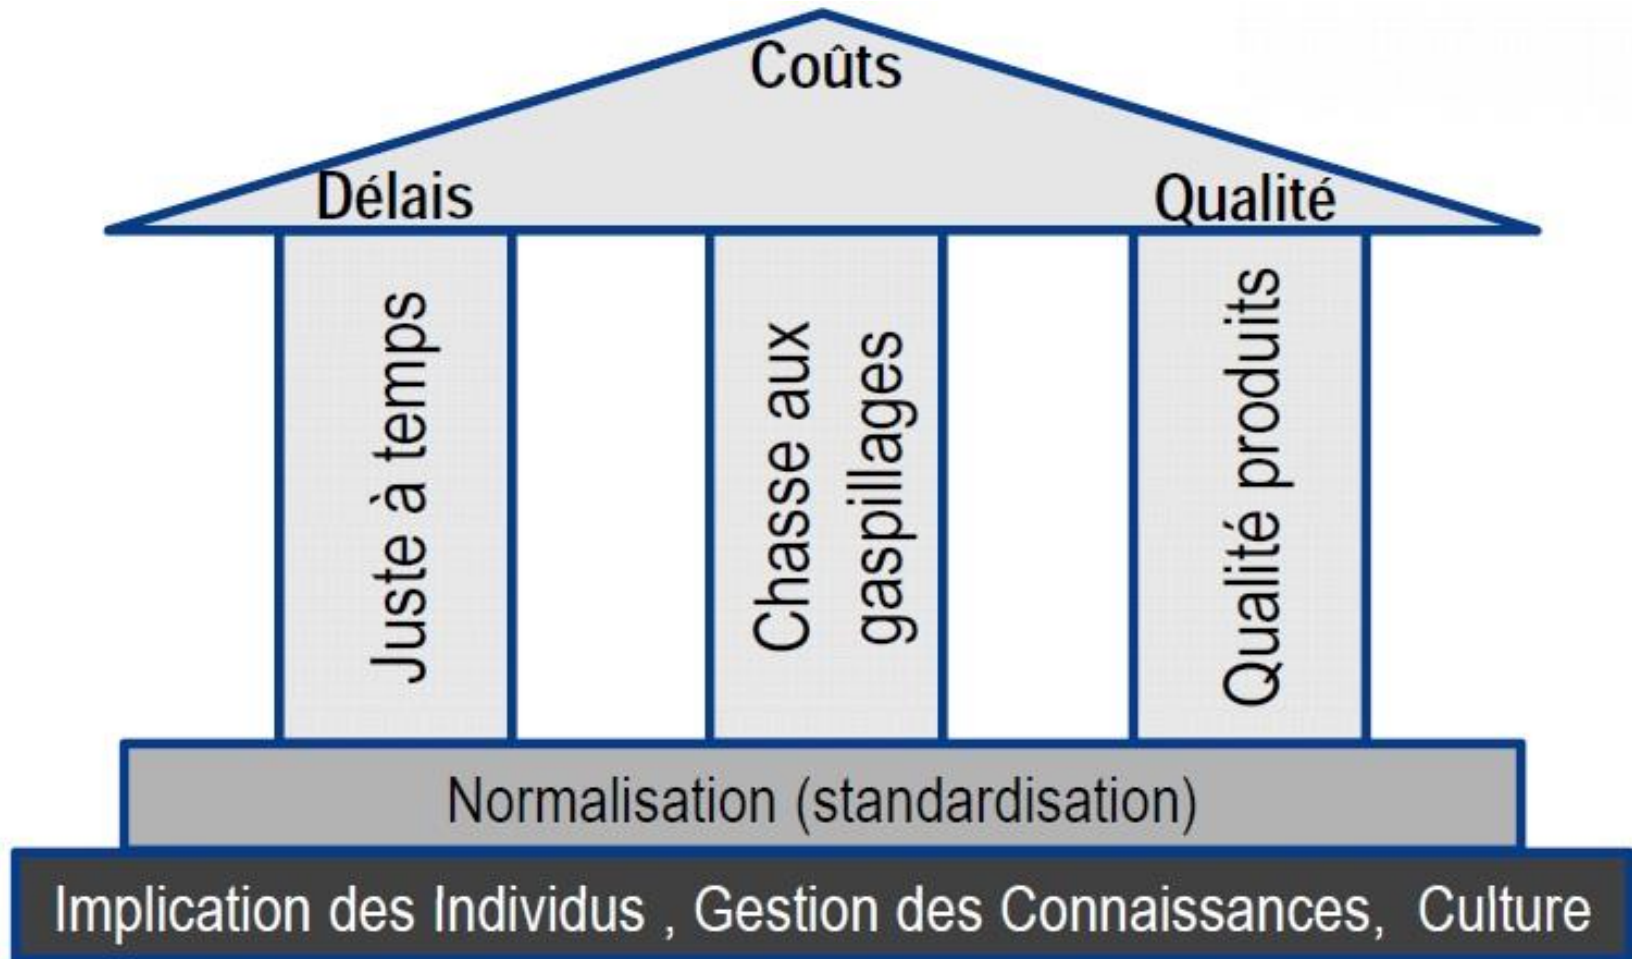 Coûts
Délais
Qualité
Juste à temps
Chasse aux
gaspillages
Qualité produits
Normalisation (standardisation)
Implication des Individus , Gestion des Connaissances, Culture